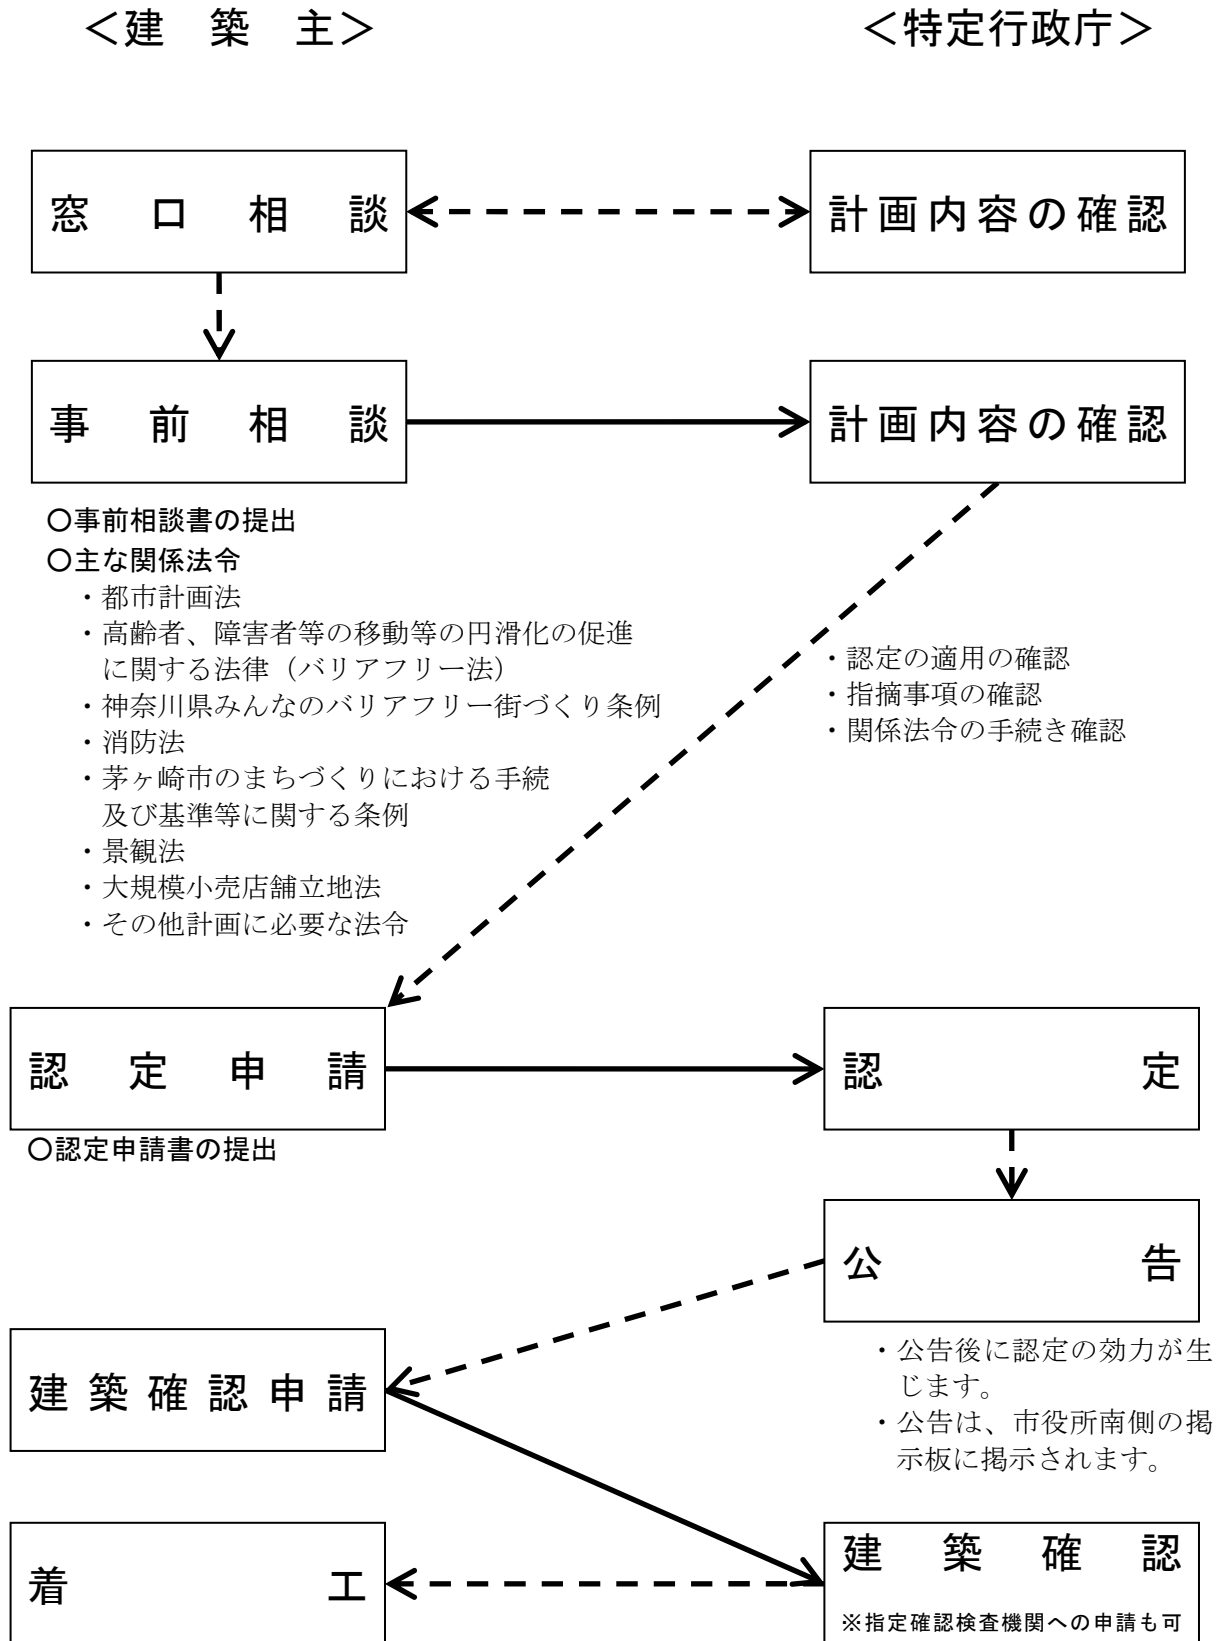 ＜建　築　主＞
＜特定行政庁＞
窓口相談
計画内容の確認
事前相談
計画内容の確認
〇事前相談書の提出
〇主な関係法令
・都市計画法
・高齢者、障害者等の移動等の円滑化の促進
に関する法律（バリアフリー法）
・神奈川県みんなのバリアフリー街づくり条例
・消防法
・茅ヶ崎市のまちづくりにおける手続
及び基準等に関する条例
・景観法
・大規模小売店舗立地法
・その他計画に必要な法令
・認定の適用の確認
・指摘事項の確認
・関係法令の手続き確認
認定申請
認定
〇認定申請書の提出
公告
・公告後に認定の効力が生
じます。
・公告は、市役所南側の掲
示板に掲示されます。
建築確認申請
建築確認
※指定確認検査機関への申請も可
着工